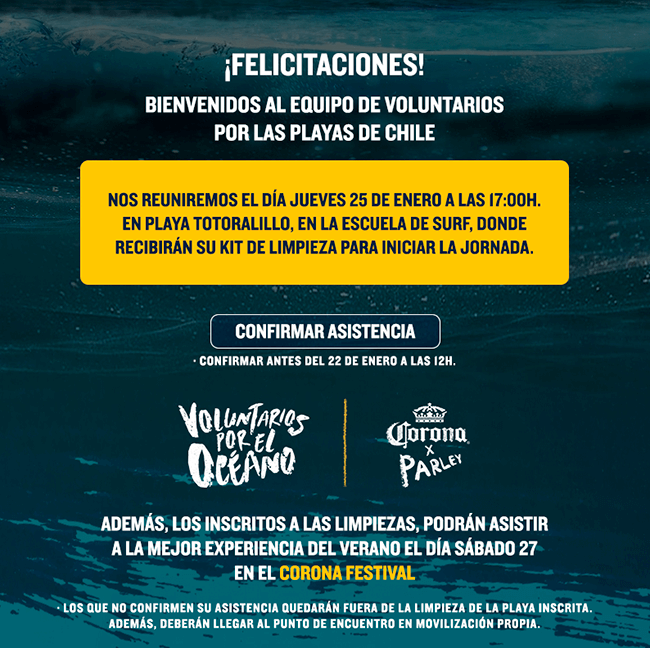 ¡FELICITACIONES!
BIENVENIDOS AL EQUIPO DE VOLUNTARIOS
POR LAS PLAYAS DE CHILE
NOS REUNIREMOS EL DÍA JUEVES 25 DE ENERO A LAS 17:00H.
EN PLAYA TOTORALILLO, EN LA ESCUELA DE SURF, DONDE
RECIBIRÁN SU KIT DE LIMPIEZA PARA INICIAR LA JORNADA.
CONFIRMAR ASISTENCIA
· CONFIRMAR ANTES DEL 22 DE ENERO A LAS 12H.
VOLUNTARIOS
POR EL
OCÉANO
Corona
X
PARLEY
ADEMÁS, LOS INSCRITOS A LAS LIMPIEZAS, PODRÁN ASISTIR
A LA MEJOR EXPERIENCIA DEL VERANO EL DÍA SÁBADO 27
EN EL CORONA FESTIVAL
· LOS QUE NO CONFIRMEN SU ASISTENCIA QUEDARÁN FUERA DE LA LIMPIEZA DE LA PLAYA INSCRITA.
ADEMÁS, DEBERÁN LLEGAR AL PUNTO DE ENCUENTRO EN MOVILIZACIÓN PROPIA.